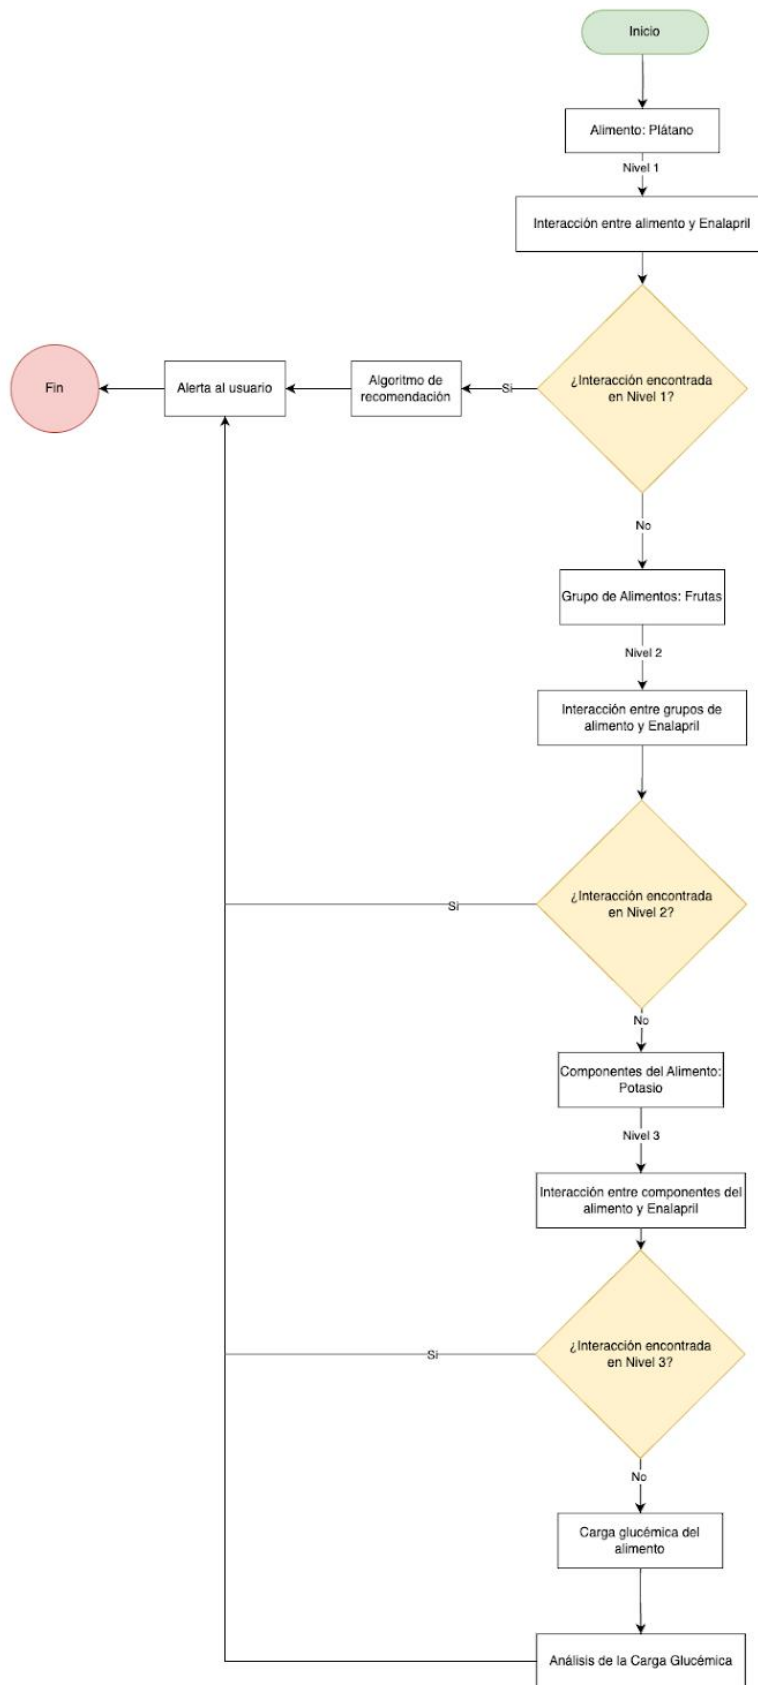 Inicio
Alimento: Plátano
Nivel 1
Interacción entre alimento y Enalapril
¿Interacción encontrada
en Nivel 1?
Si
Algoritmo de
recomendación
Alerta al usuario
Fin
No
Grupo de Alimentos: Frutas
Nivel 2
Interacción entre grupos de
alimento y Enalapril
¿Interacción encontrada
en Nivel 2?
Si
No
Componentes del Alimento:
Potasio
Nivel 3
Interacción entre componentes del
alimento y Enalapril
¿Interacción encontrada
en Nivel 3?
Si
No
Carga glucémica del
alimento
Análisis de la Carga Glucémica